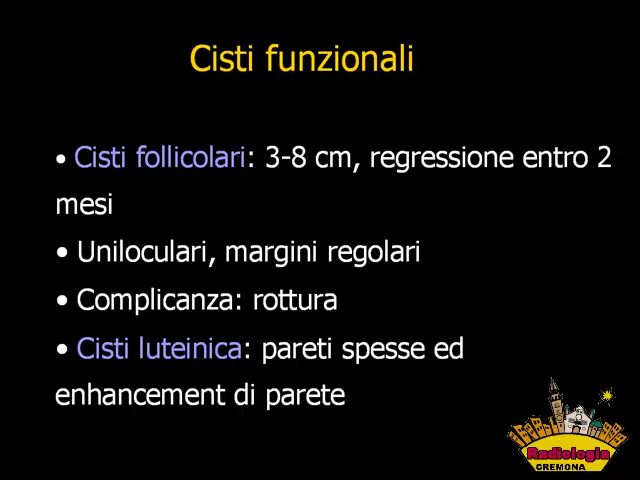 Cisti funzionali
• Cisti follicolari: 3-8 cm, regressione entro 2
mesi
• Uniloculari, margini regolari
• Complicanza: rottura
• Cisti luteinica: pareti spesse ed
enhancement di parete
Radiologia
CREMONA